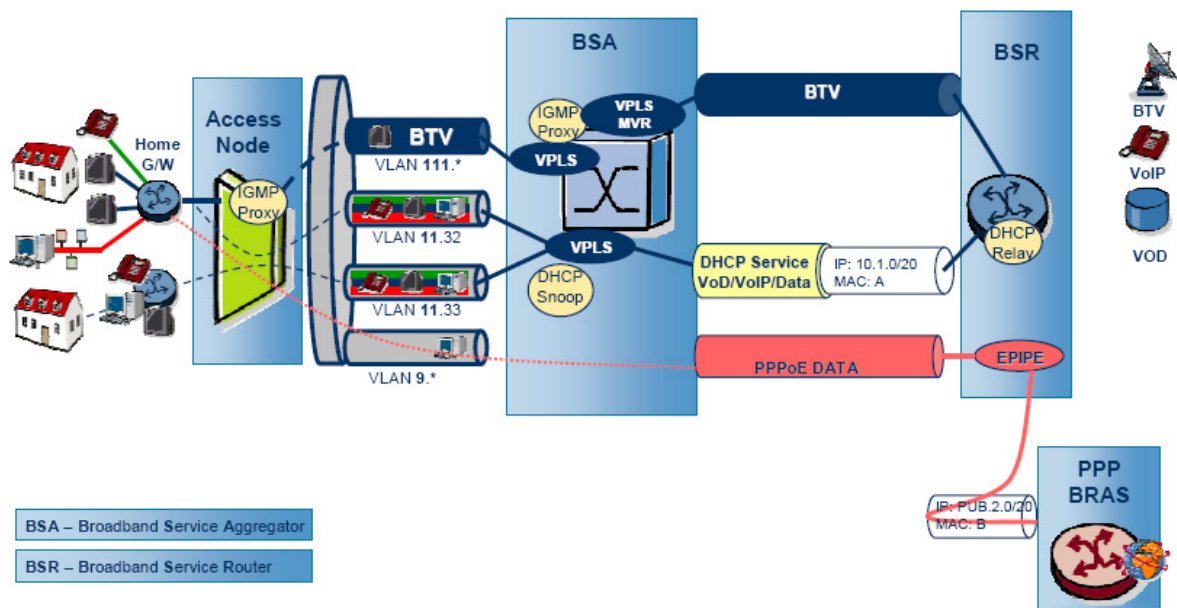 BSA
BSR
BTV
VoIP
VOD
Access
Node
Home
G/W
IGMP
Proxy
BTV
VLAN 111.*
VLAN 11.32
VLAN 11.33
VLAN 9.*
IGMP
Proxy
VPLS
MVR
VPLS
VPLS
DHCP
Snoop
BTV
DHCP Service
VoD/VoIP/Data
IP: 10.1.0/20
MAC: A
DHCP
Relay
PPPoE DATA
EPIPE
IP: PUB.2.0/20
MAC: B
PPP
BRAS
BSA – Broadband Service Aggregator
BSR – Broadband Service Router